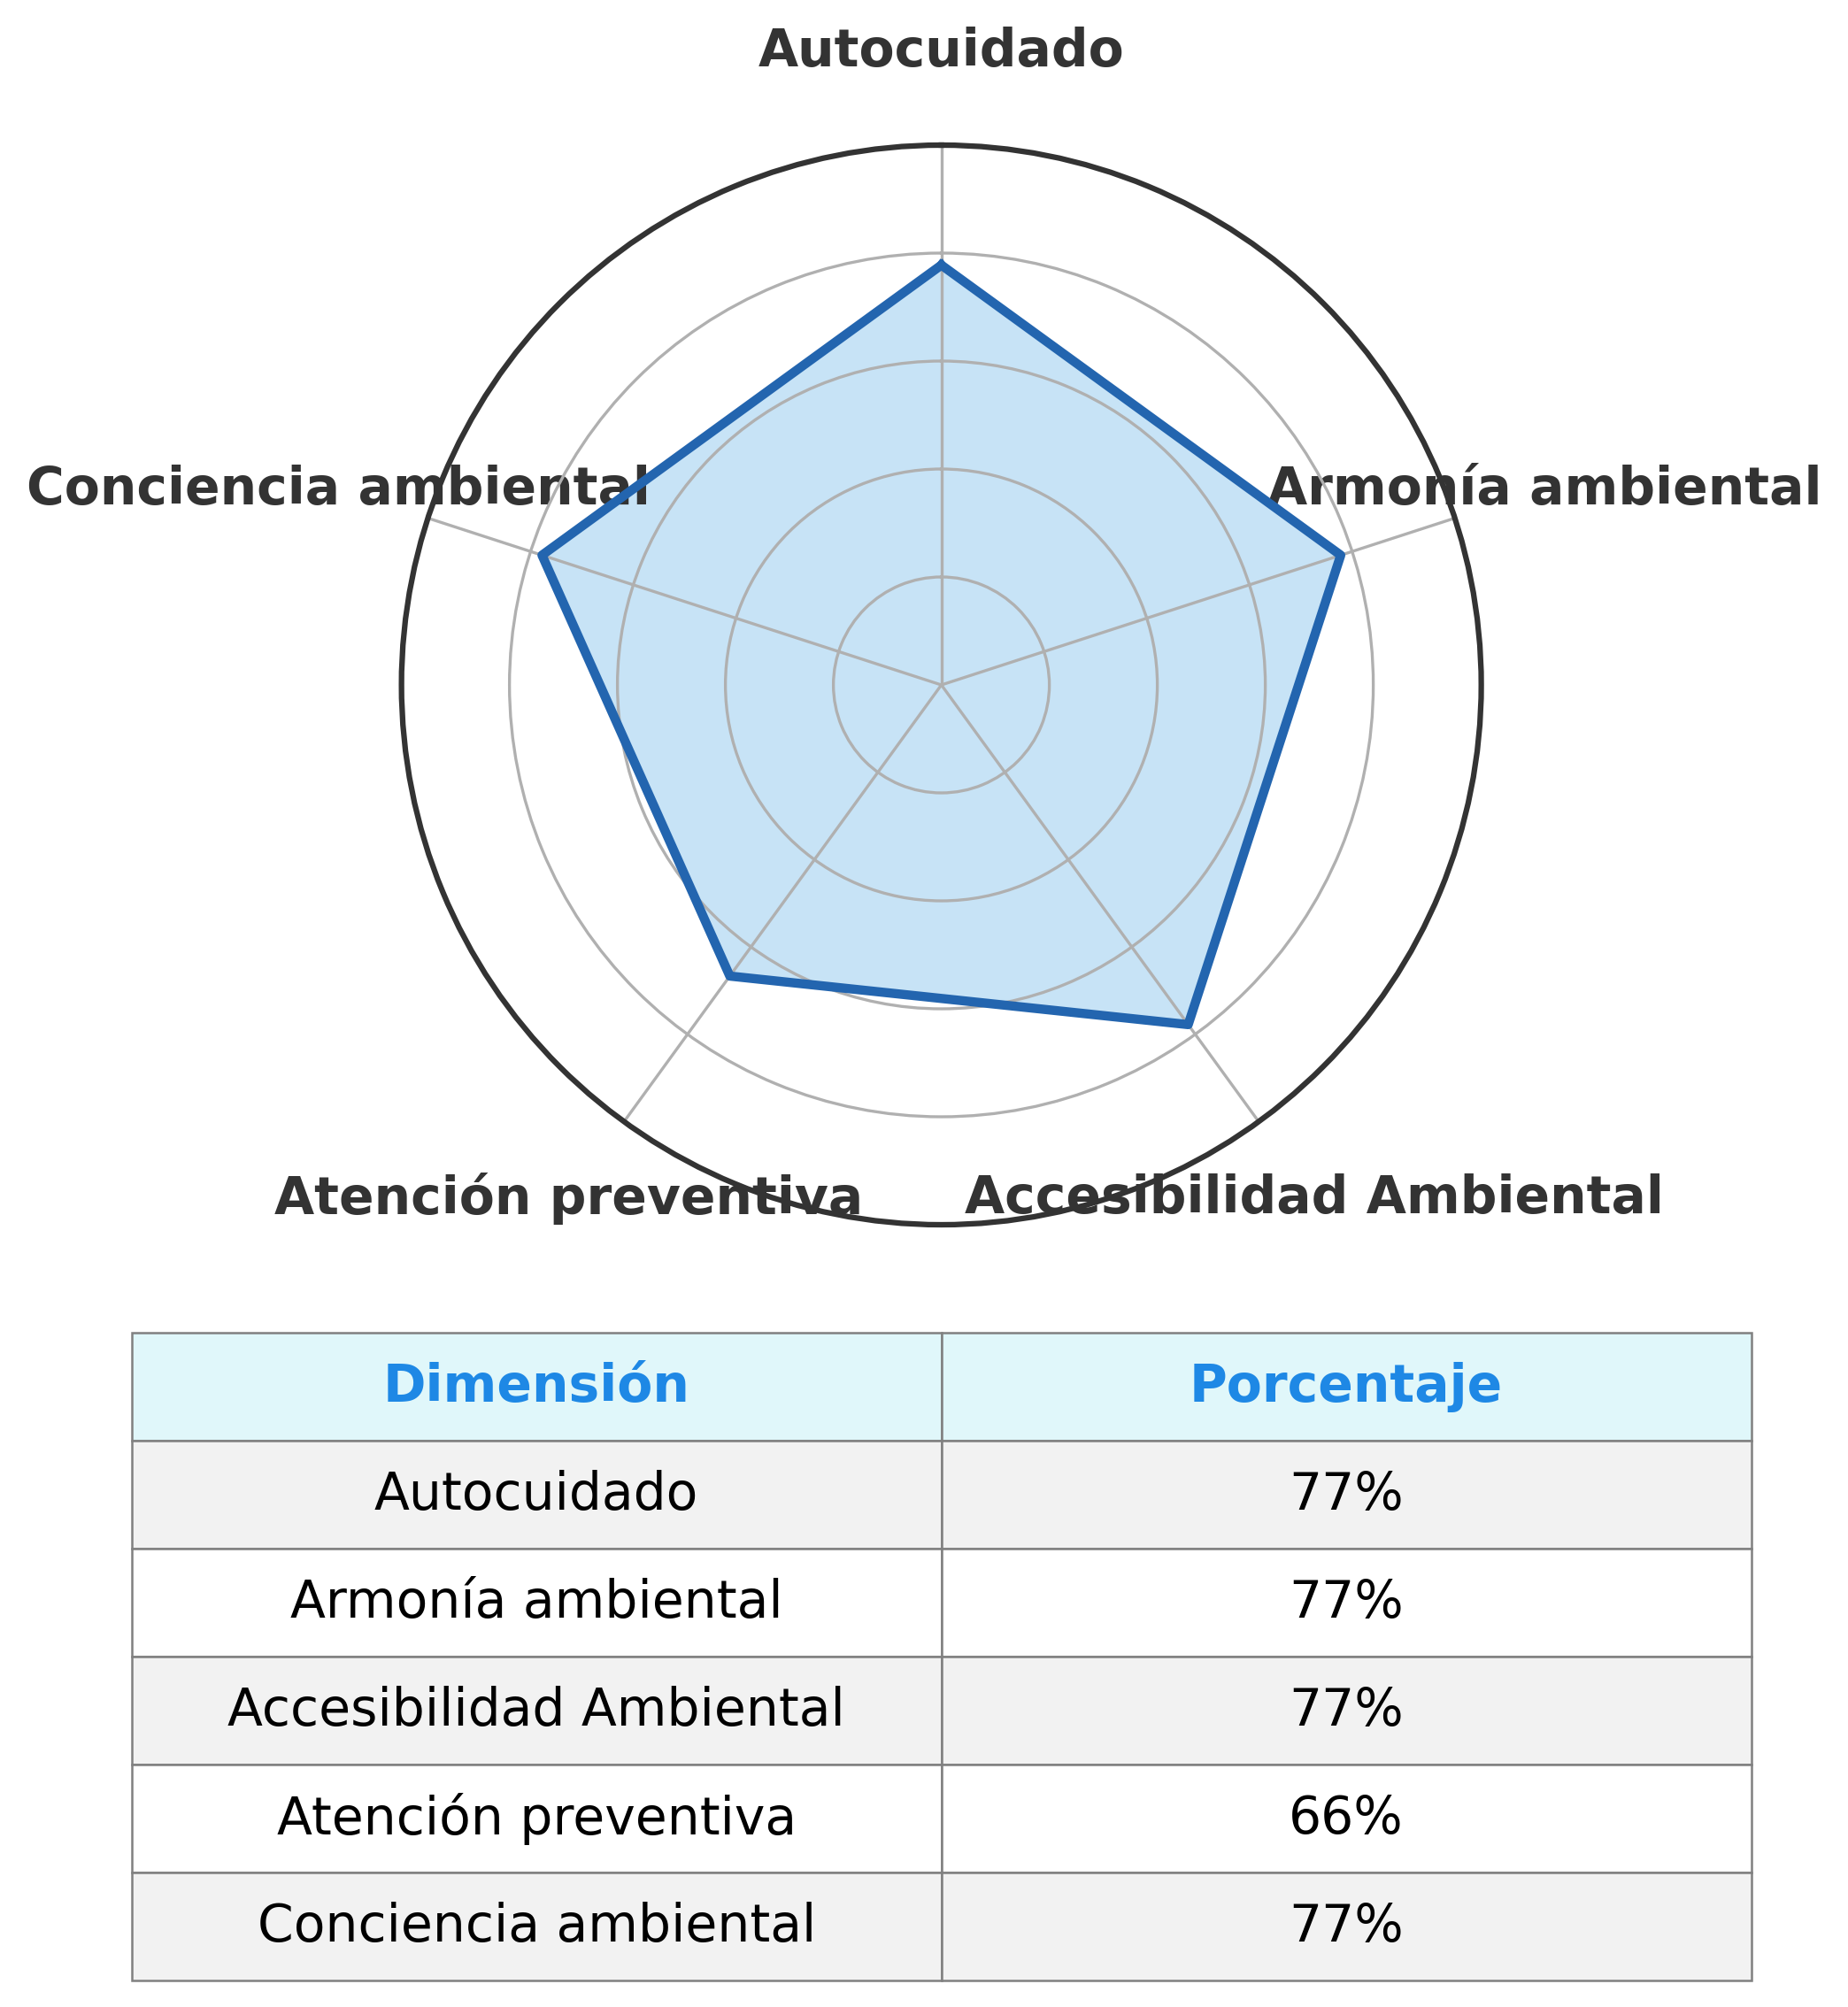 Autocuidado
Conciencia ambiental
Armonía ambiental
Atención preventiva
Accesibilidad Ambiental
Dimensión Porcentaje
Autocuidado 77%
Armonía ambiental 77%
Accesibilidad Ambiental 77%
Atención preventiva 66%
Conciencia ambiental 77%